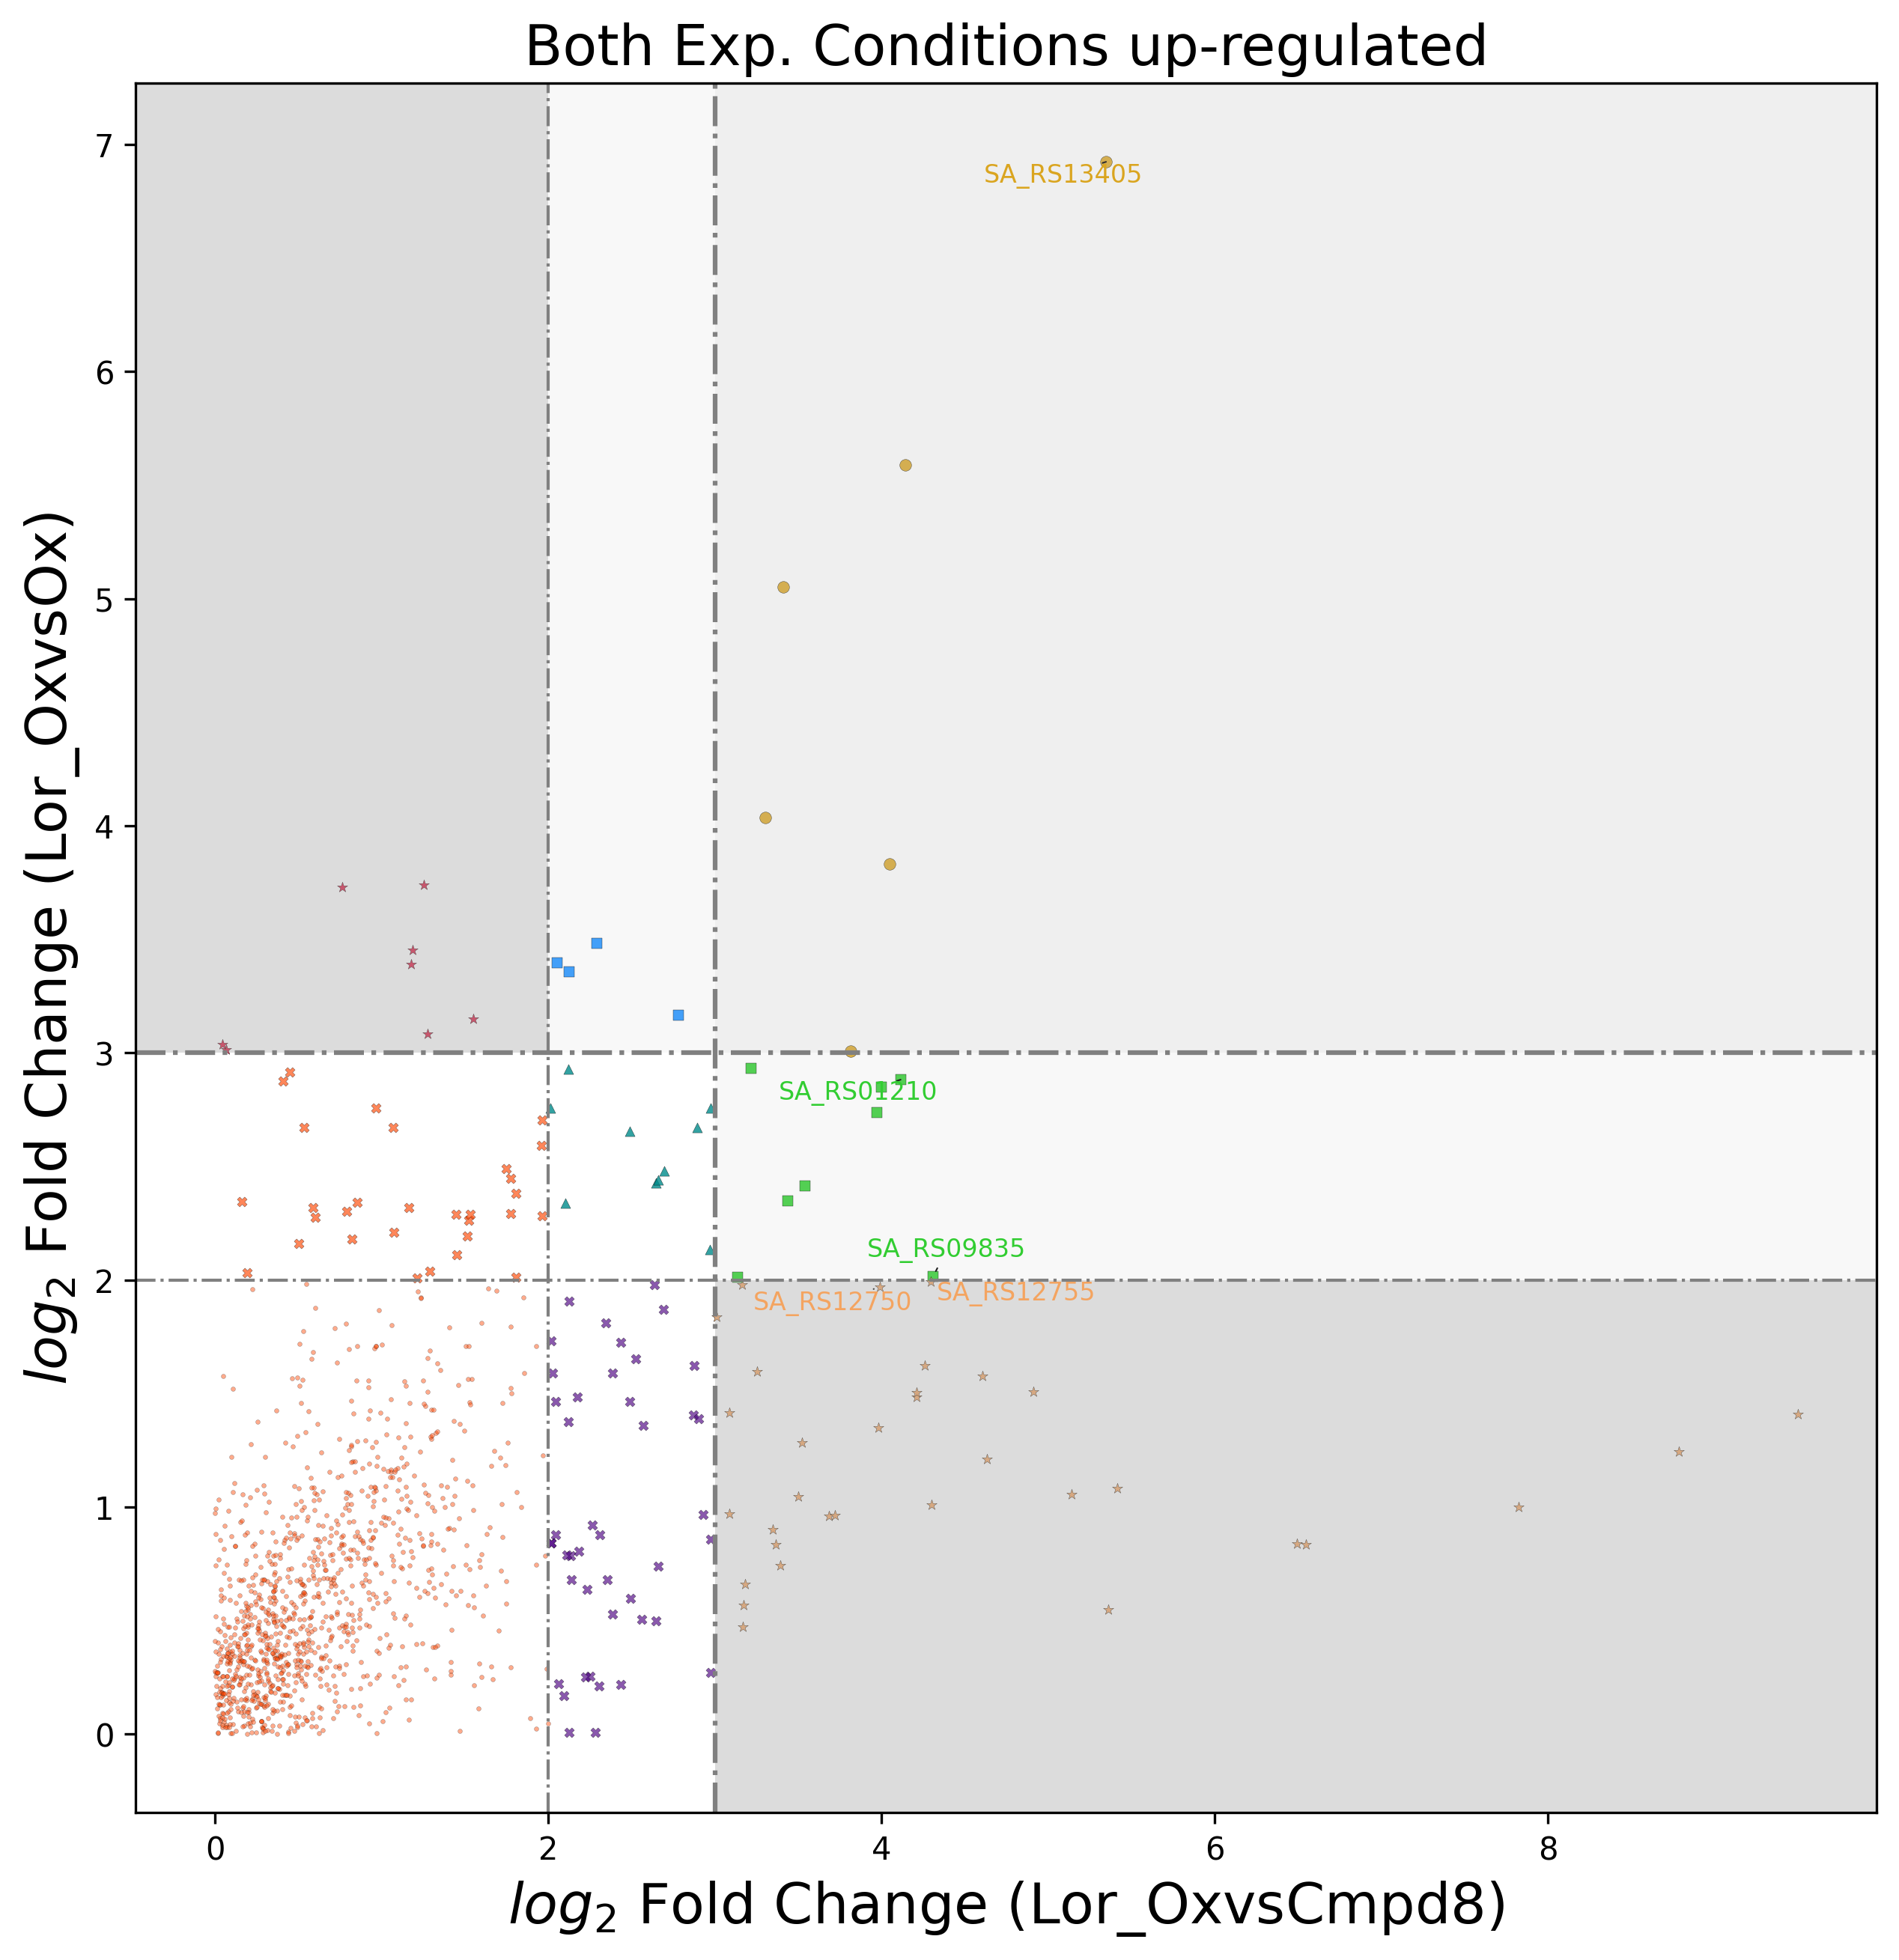 Both Exp. Conditions up-regulated
log2 Fold Change (Lor_OxvsOx)
7
6
5
4
3
2
1
0
SA_RS13405
SA_RS01210
SA_RS09835
SA_RS12750
SA_RS12755
0
2
4
6
8
log2 Fold Change (Lor_OxvsCmpd8)